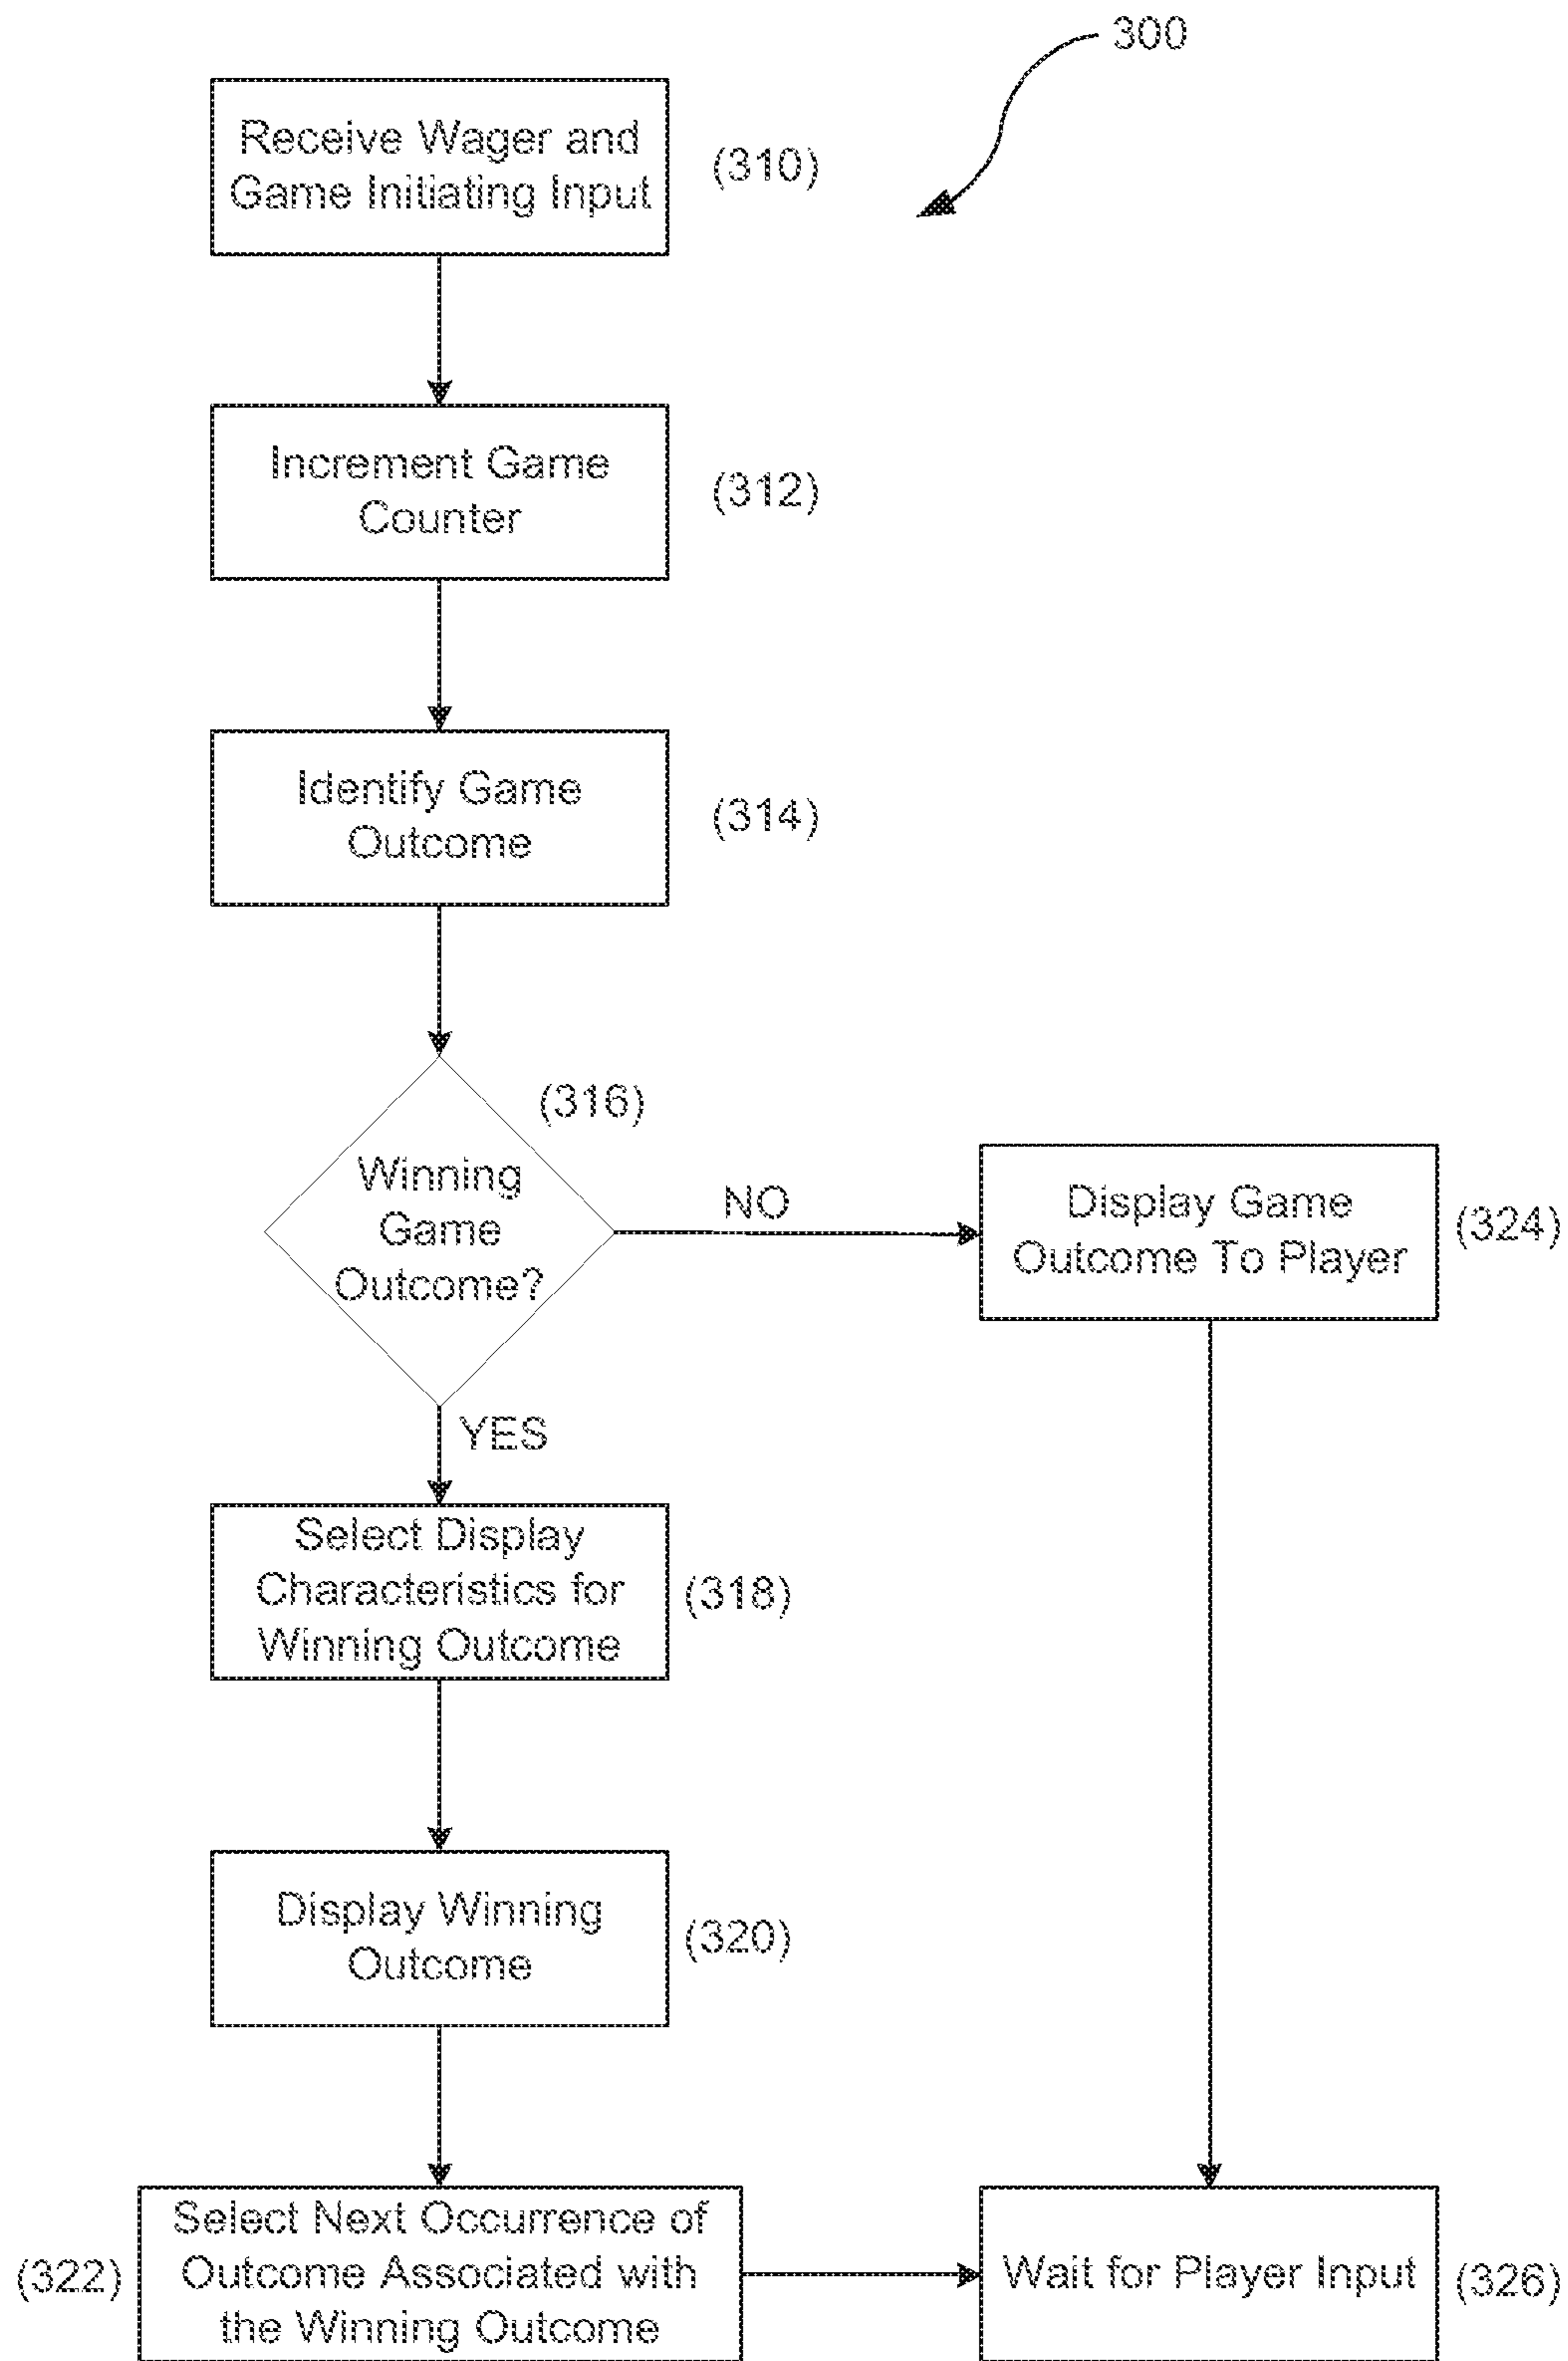 300
Receive Wager and
Game Initiating Input
(310)
Increment Game
Counter
(312)
Identify Game
Outcome
(314)
(316)
Winning
Game
Outcome?
NO
Display Game
Outcome To Player
(324)
YES
Select Display
Characteristics for
Winning Outcome
(318)
Display Winning
Outcome
(320)
(322)
Select Next Occurrence of
Outcome Associated with
the Winning Outcome
Wait for Player Input
(326)